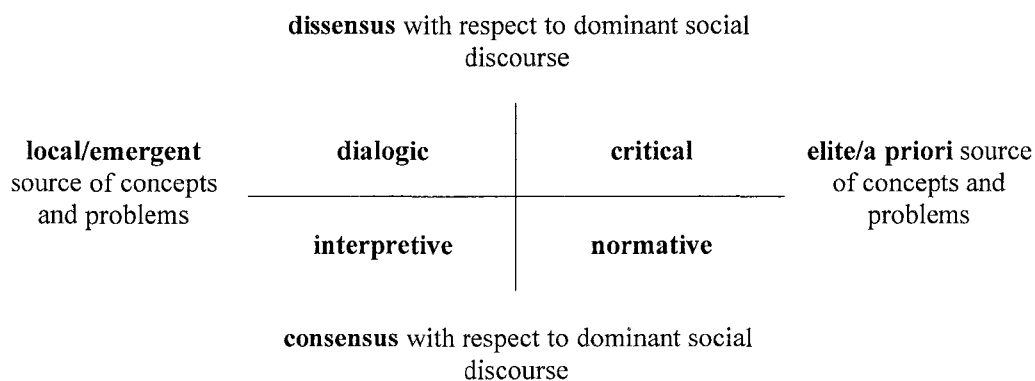 dissensus with respect to dominant social
discourse
local/emergent
source of concepts
and problems
dialogic
critical
elite/a priori source
of concepts and
problems
interpretive
normative
consensus with respect to dominant social
discourse